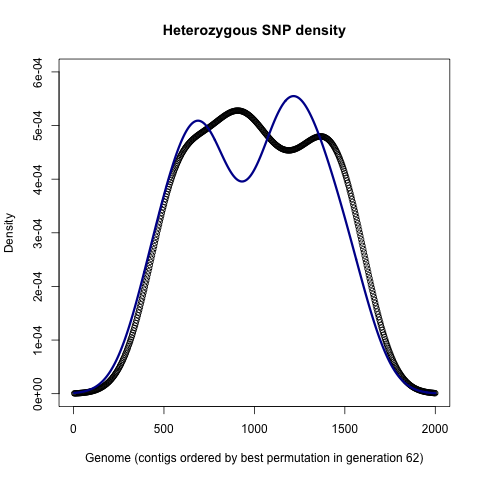 Heterozygous SNP density
6e-04
5e-04
4e-04
3e-04
2e-04
1e-04
0e+00
Density
0 500 1000 1500 2000
Genome (contigs ordered by best permutation in generation 62)